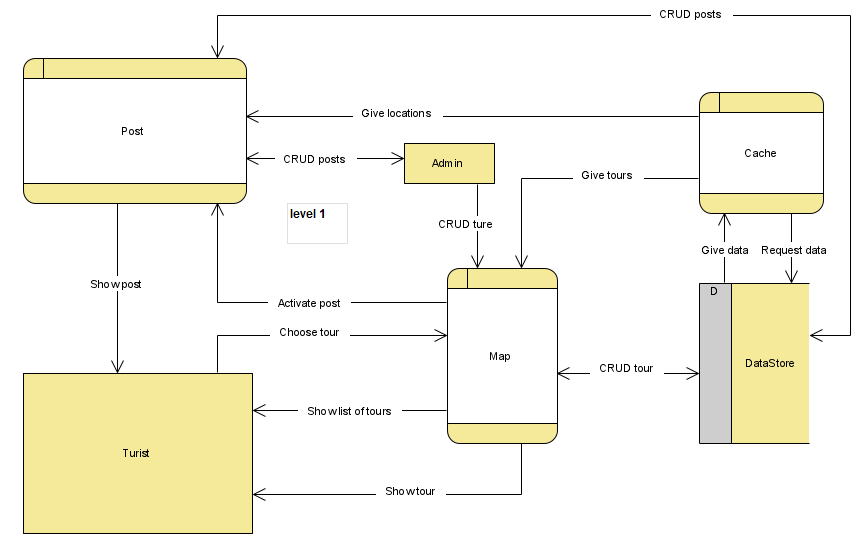 CRUD posts
Give locations
Post
CRUD posts
Admin
Cache
Give tours
level 1
CRUD ture
Give data
Request data
Show post
D
Activate post
Choose tour
Map
CRUD tour
DataStore
Show list of tours
Turist
Show tour